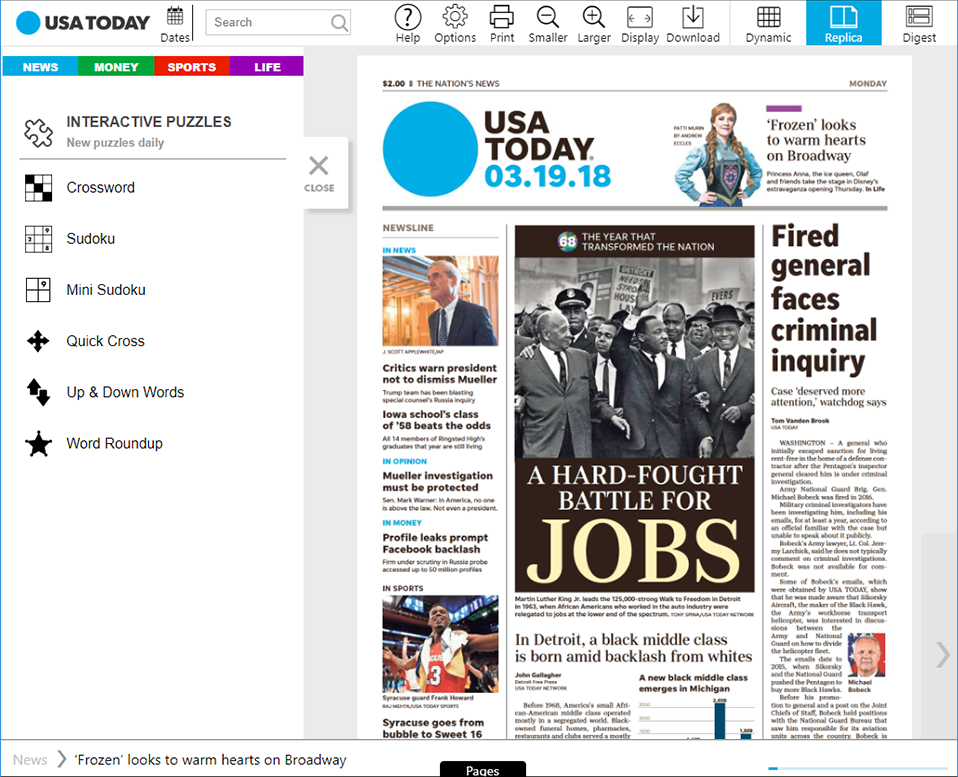 USA TODAY
Dates
Search
Help
Options
Print
Smaller
Larger
Display
Download
Dynamic
Replica
Digest
NEWS
MONEY
SPORTS
LIFE
INTERACTIVE PUZZLES
New puzzles daily
Crossword
Sudoku
Mini Sudoku
Quick Cross
Up & Down Words
Word Roundup
CLOSE
$2.00 THE NATION'S NEWS
MONDAY
USA
TODAY®
03.19.18
PATTI MURIN
BY ANDREW
ECCLES
‘Frozen’ looks
to warm hearts
on Broadway
Princess Anna, the ice queen, Olaf
and friends take the stage in Disney’s
extravaganza opening Thursday. In Life
NEWSLINE
IN NEWS
J. SCOTT APPLEWHITE/AP
Critics warn president
not to dismiss Mueller
Trump team has been blasting
special counsel’s Russia inquiry
Iowa school’s class
of ’58 beats the odds
All 14 members of Ringsted High’s
graduates that year are still living
IN OPINION
Mueller investigation
must be protected
Sen. Mark Warner: In America, no one
is above the law. Not even a president.
IN MONEY
Profile leaks prompt
Facebook backlash
Firm under scrutiny in Russia probe
accessed up to 50 million profiles
IN SPORTS
Syracuse guard Frank Howard
RAJ MEHTA/USA TODAY SPORTS
Syracuse goes from
bubble to Sweet 16
68
THE YEAR THAT
TRANSFORMED THE NATION
DETROIT
NEEDS
STRONG
HOUS
LAW
EVERS
A HARD-FOUGHT
BATTLE FOR
JOBS
Martin Luther King Jr. leads the 125,000-strong Walk to Freedom in Detroit
in 1963, when African Americans who worked in the auto industry were
relegated to jobs at the lower end of the spectrum. TONY SPINA/USA TODAY NETWORK
In Detroit, a black middle class
is born amid backlash from whites
John Gallagher
Detroit Free Press
USA TODAY NETWORK
Before 1968, America’s small Afri-
can-American middle class operated
mostly in a segregated world. Black-
owned funeral homes, pharmacies,
restaurants and clubs served a mostly
A new black middle class
emerges in Michigan
Fired
general
faces
criminal
inquiry
Case ‘deserved more
attention,’ watchdog says
Tom Vanden Brook
USA TODAY
WASHINGTON – A general who
initially escaped sanction for living
rent-free in the home of a defense con-
tractor after the Pentagon’s inspector
general cleared him is under criminal
investigation.
Army National Guard Brig. Gen.
Michael Bobeck was fired in 2016.
Military criminal investigators have
been investigating him, including his
emails, for at least a year, according to
an official familiar with the case but
unable to speak about it publicly.
Bobeck’s Army lawyer, Lt. Col. Jere-
my Larchick, said he does not typically
comment on criminal investigations.
Bobeck was not available for com-
ment.
Some of Bobeck’s emails, which
were obtained by USA TODAY, show
that he was made aware that Sikorsky
Aircraft, the maker of the Black Hawk,
the Army’s workhorse transport
helicopter, was interested in discus-
sions between the
Army and National
Guard on how to divide
the helicopter fleet.
The emails date to
2015, when Sikorsky
and the National Guard
pushed the Pentagon to
buy more Black Hawks.
Before his promo-
tion to general and a post on the Joint
Chiefs of Staff, Bobeck held positions
with the National Guard Bureau that
saw him responsible for its aviation
units across the country. Bobeck is
Michael
Bobeck
News
‘Frozen’ looks to warm hearts on Broadway
Pages